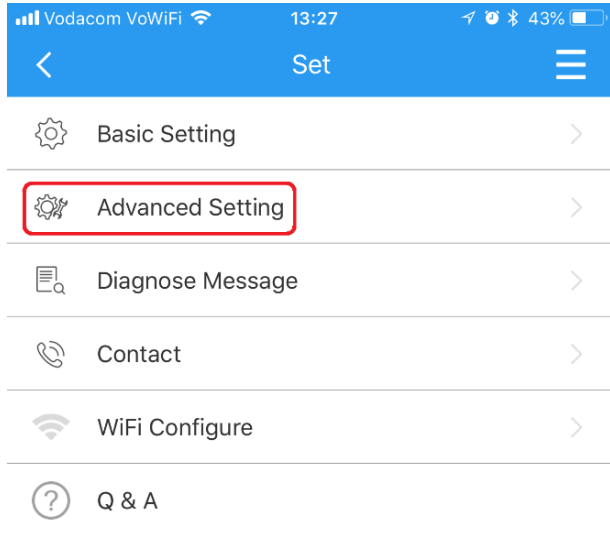 Vodacom VoWiFi 13:27 43%
Set
Basic Setting
Advanced Setting
Diagnose Message
Contact
WiFi Configure
? Q & A